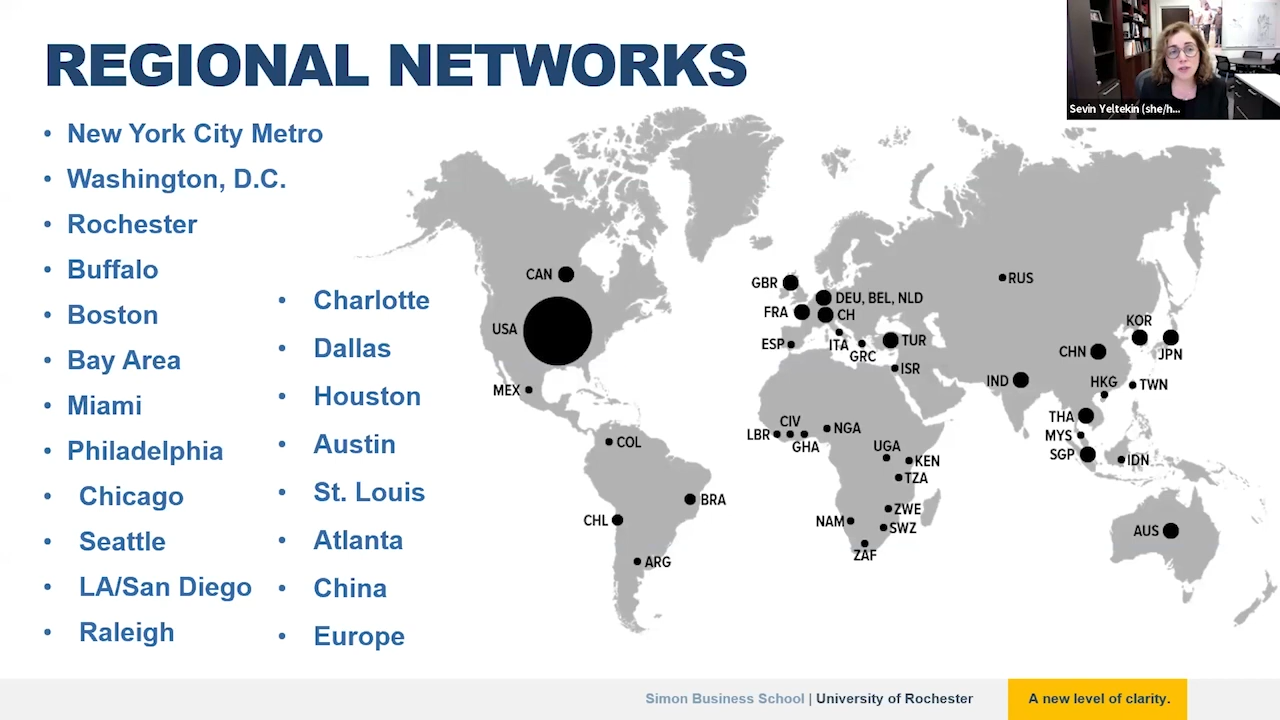 REGIONAL NETWORKS
Sevin Yeltekin (she/h...
• New York City Metro
• Washington, D.C.
• Rochester
• Buffalo
• Boston
• Bay Area
• Miami
• Philadelphia
• Chicago
• Seattle
• LA/San Diego
• Raleigh
• Charlotte
• Dallas
• Houston
• Austin
• St. Louis
• Atlanta
• China
• Europe
CAN
USA
MEX
COL
BRA
CHL
ARG
GBR
DEU, BEL, NLD
FRA
CH
ESP
ITA
GRC
TUR
ISR
RUS
KOR
JPN
CHN
IND
HKG
TWN
THA
MYS
SGP
IDN
AUS
LBR
CIV
GHA
NGA
UGA
KEN
TZA
ZWE
NAM
SWZ
ZAF
Simon Business School | University of Rochester
A new level of clarity.